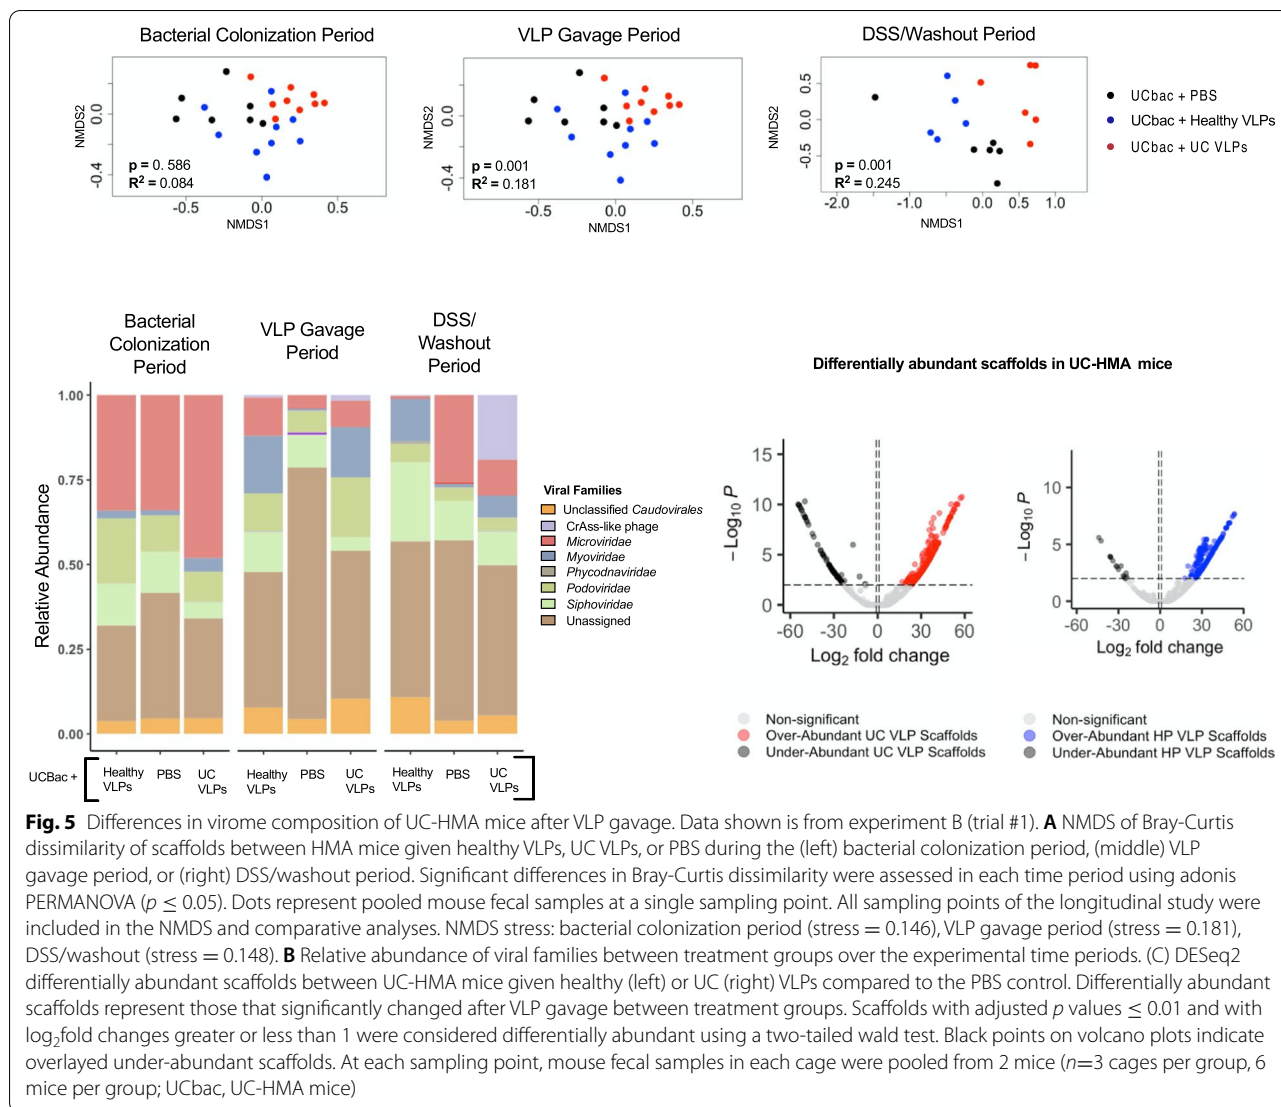 Bacterial Colonization Period
VLP Gavage Period
DSS/Washout Period
NMDS2
0.0
-0.4
p = 0. 586
R2 = 0.084
-0.5
0.0
0.5
NMDS1
NMDS2
0.0
-0.4
p = 0.001
R2 = 0.181
-0.5
0.0
0.5
NMDS1
NMDS2
0.5
0.0
-0.5
p = 0.001
R2 = 0.245
-2.0
-1.0
0.0
0.5
1.0
NMDS1
UCbac + PBS
UCbac + Healthy VLPs
UCbac + UC VLPs
Bacterial
Colonization
Period
VLP Gavage
Period
DSS/
Washout
Period
Relative Abundance
1.00
0.75
0.50
0.25
0.00
UCBac +
Healthy
VLPs
PBS
UC
VLPs
Healthy
VLPs
PBS
UC
VLPs
Healthy
VLPs
PBS
UC
VLPs
Viral Families
Unclassified Caudovirales
CrAss-like phage
Microviridae
Myoviridae
Phycodnaviridae
Podoviridae
Siphoviridae
Unassigned
Differentially abundant scaffolds in UC-HMA mice
−Log10 P
15
10
5
0
-60
-30
0
30
60
Log2 fold change
Non-significant
Over-Abundant UC VLP Scaffolds
Under-Abundant UC VLP Scaffolds
−Log10 P
10
5
0
-60
-30
0
30
60
Log2 fold change
Non-significant
Over-Abundant HP VLP Scaffolds
Under-Abundant HP VLP Scaffolds
Fig. 5 Differences in virome composition of UC-HMA mice after VLP gavage. Data shown is from experiment B (trial #1). A NMDS of Bray-Curtis
dissimilarity of scaffolds between HMA mice given healthy VLPs, UC VLPs, or PBS during the (left) bacterial colonization period, (middle) VLP
gavage period, or (right) DSS/washout period. Significant differences in Bray-Curtis dissimilarity were assessed in each time period using adonis
PERMANOVA (p ≤ 0.05). Dots represent pooled mouse fecal samples at a single sampling point. All sampling points of the longitudinal study were
included in the NMDS and comparative analyses. NMDS stress: bacterial colonization period (stress = 0.146), VLP gavage period (stress = 0.181),
DSS/washout (stress = 0.148). B Relative abundance of viral families between treatment groups over the experimental time periods. (C) DESeq2
differentially abundant scaffolds between UC-HMA mice given healthy (left) or UC (right) VLPs compared to the PBS control. Differentially abundant
scaffolds represent those that significantly changed after VLP gavage between treatment groups. Scaffolds with adjusted p values ≤ 0.01 and with
log2fold changes greater or less than 1 were considered differentially abundant using a two-tailed wald test. Black points on volcano plots indicate
overlayed under-abundant scaffolds. At each sampling point, mouse fecal samples in each cage were pooled from 2 mice (n=3 cages per group, 6
mice per group; UCbac, UC-HMA mice)